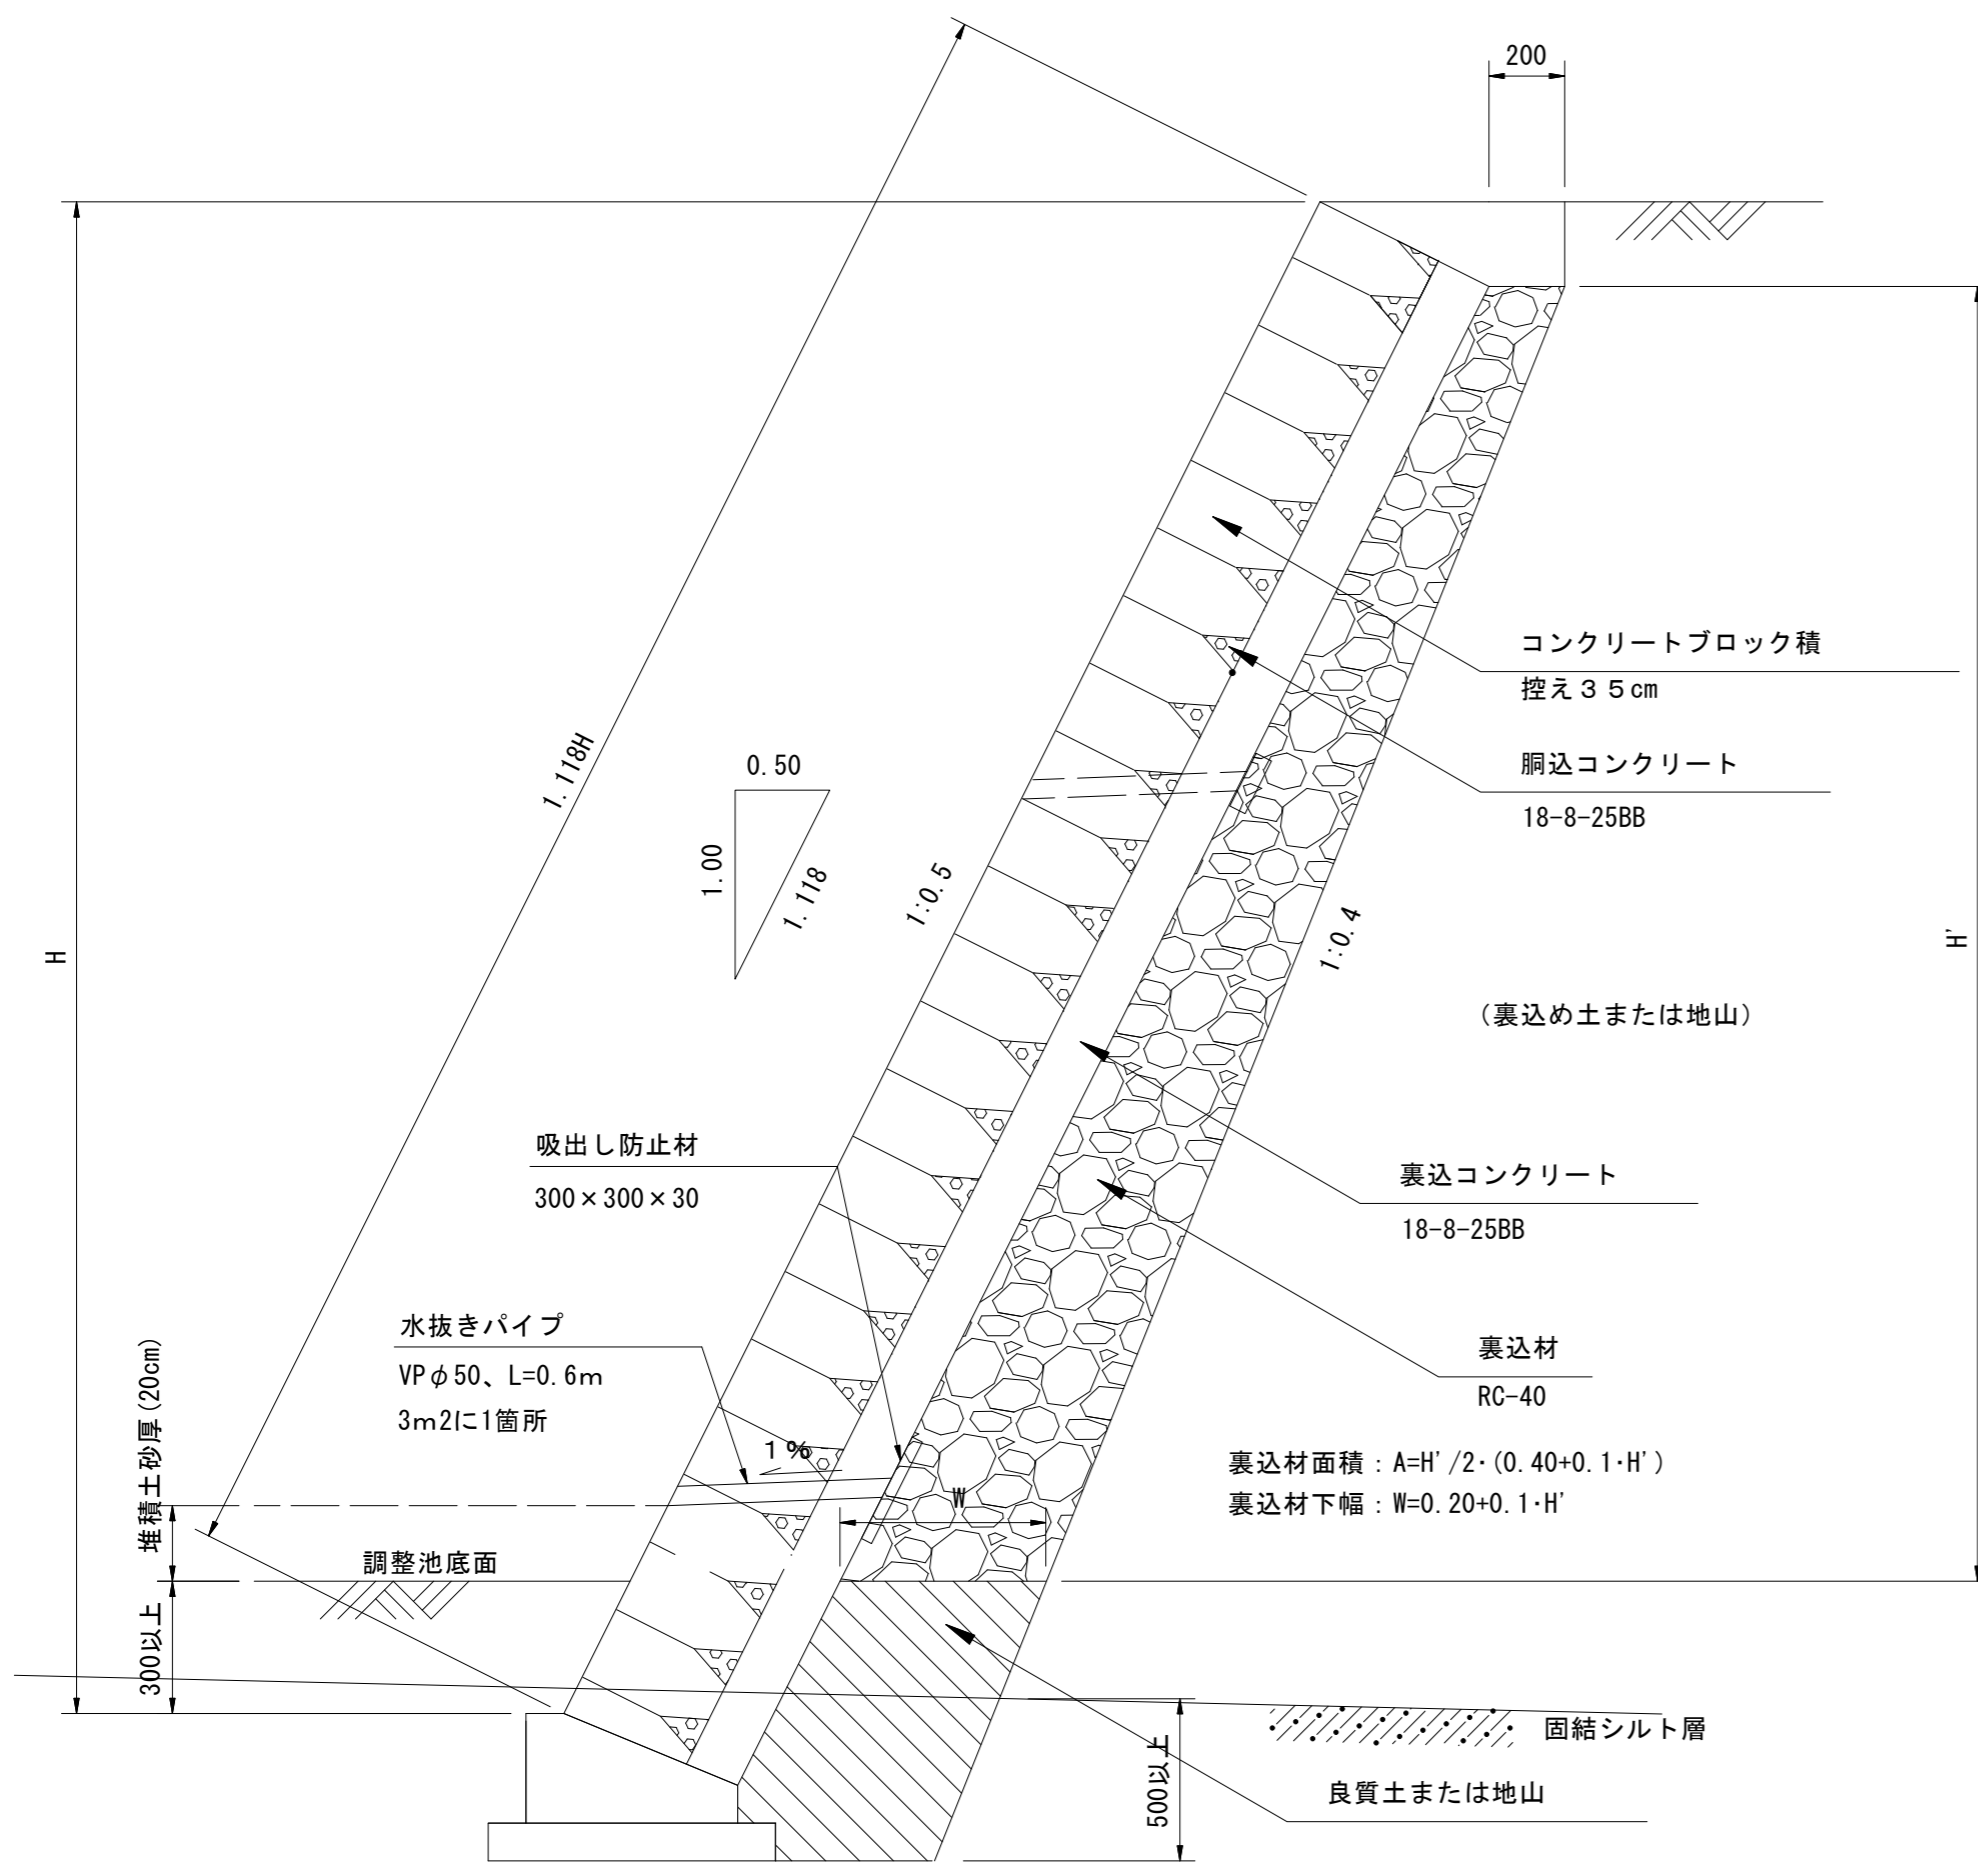 200
コンクリートブロック積
控え35cm
胴込コンクリート
18-8-25BB
1.118H
0.50
1.00
1.118
1:0.5
1:0.4
H
H'
(裏込め土または地山)
吸出し防止材
300×300×30
裏込コンクリート
18-8-25BB
水抜きパイプ
VPφ50、L=0.6m
3m2に1箇所
1%
裏込材
RC-40
W
裏込材面積：A=H'/2･(0.40+0.1･H')
裏込材下幅：W=0.20+0.1･H'
堆積土砂厚(20cm)
調整池底面
300以上
500以上
固結シルト層
良質土または地山